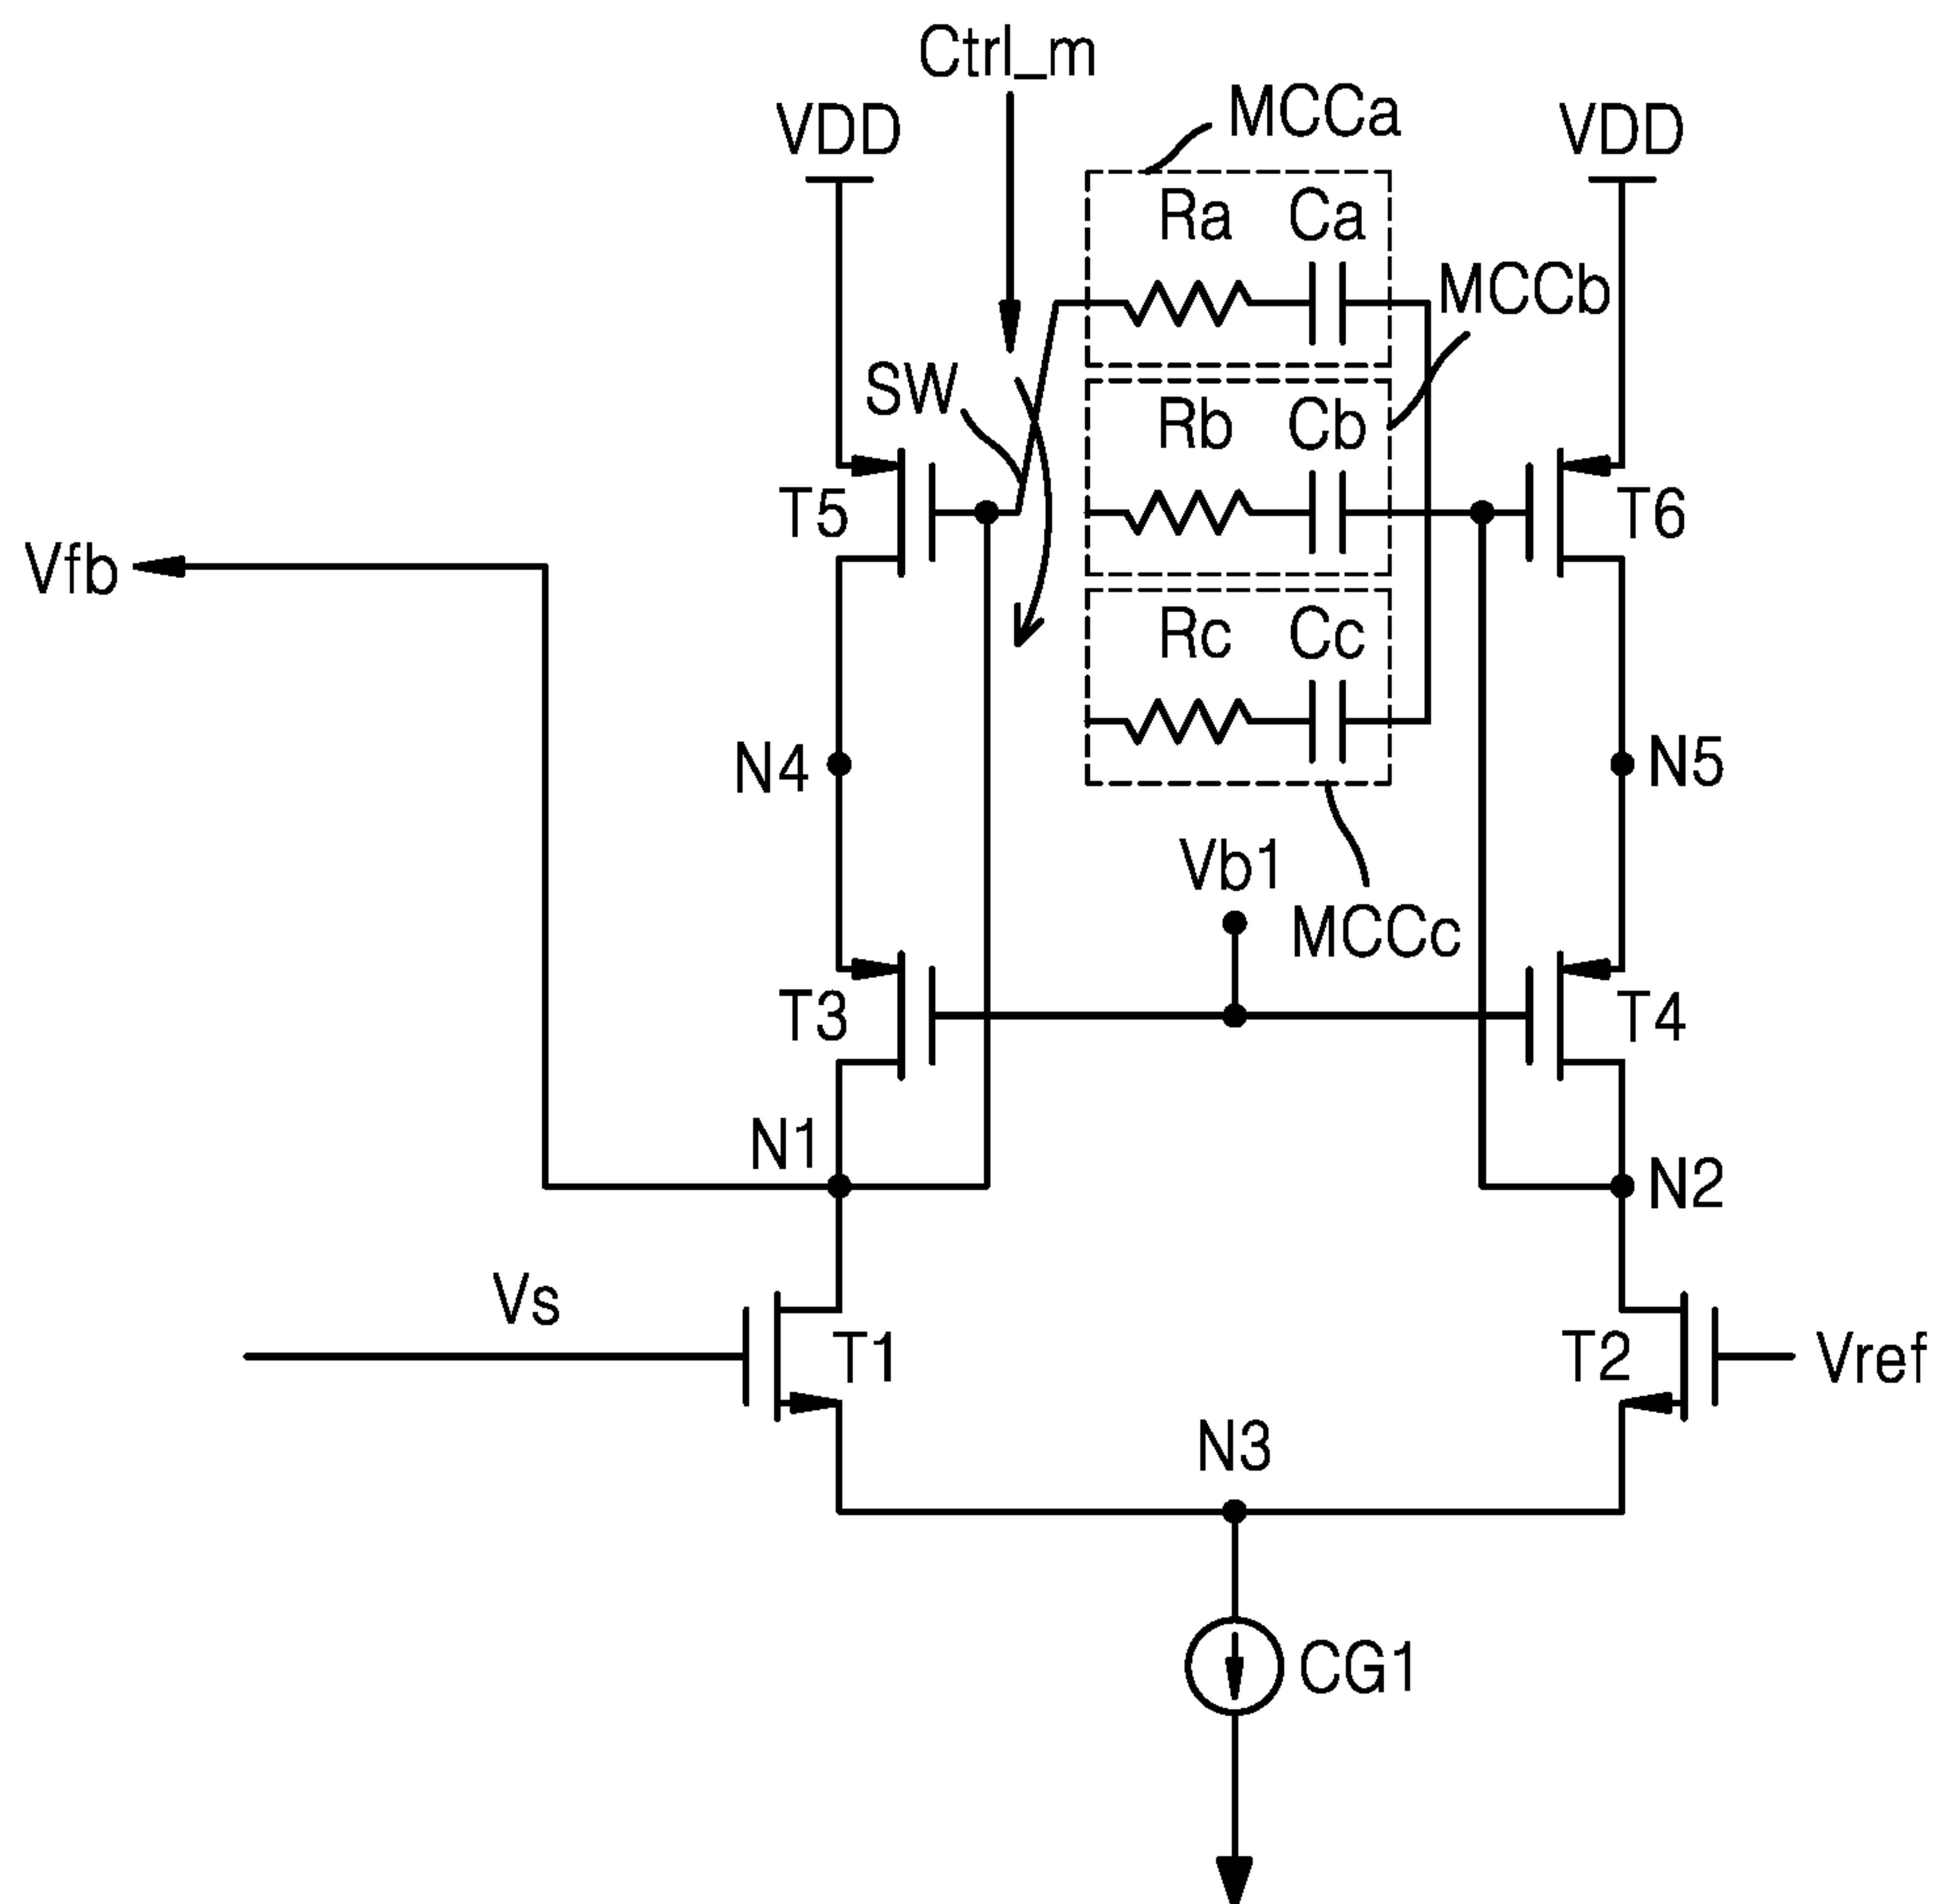 Ctrl_m
MCCa
VDD
VDD
Ra
Ca
MCCb
SW
Rb
Cb
T5
T6
Vfb
Rc
Cc
N4
N5
Vb1
MCCc
T3
T4
N1
N2
Vs
T1
T2
Vref
N3
CG1